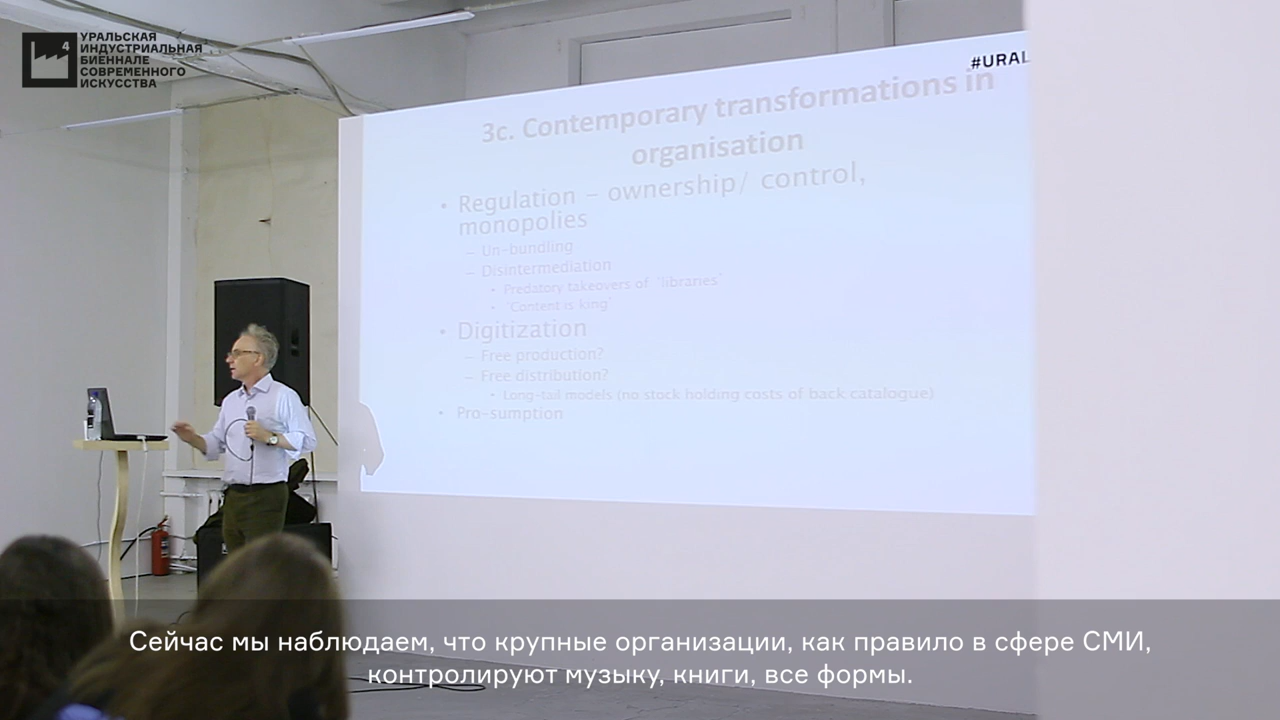 4
УРАЛЬСКАЯ
ИНДУСТРИАЛЬНАЯ
БИЕННАЛЕ
СОВРЕМЕННОГО
ИСКУССТВА
#URAL
3c. Contemporary transformations in
organisation
• Regulation – ownership/ control,
monopolies
– Un-bundling
– Disintermediation
• Predatory takeovers of "libraries"
• "Content is king"
• Digitization
– Free production?
– Free distribution?
• Long-tail models (no stock holding costs of back catalogue)
• Pro-sumption
Сейчас мы наблюдаем, что крупные организации, как правило в сфере СМИ,
контролируют музыку, книги, все формы.